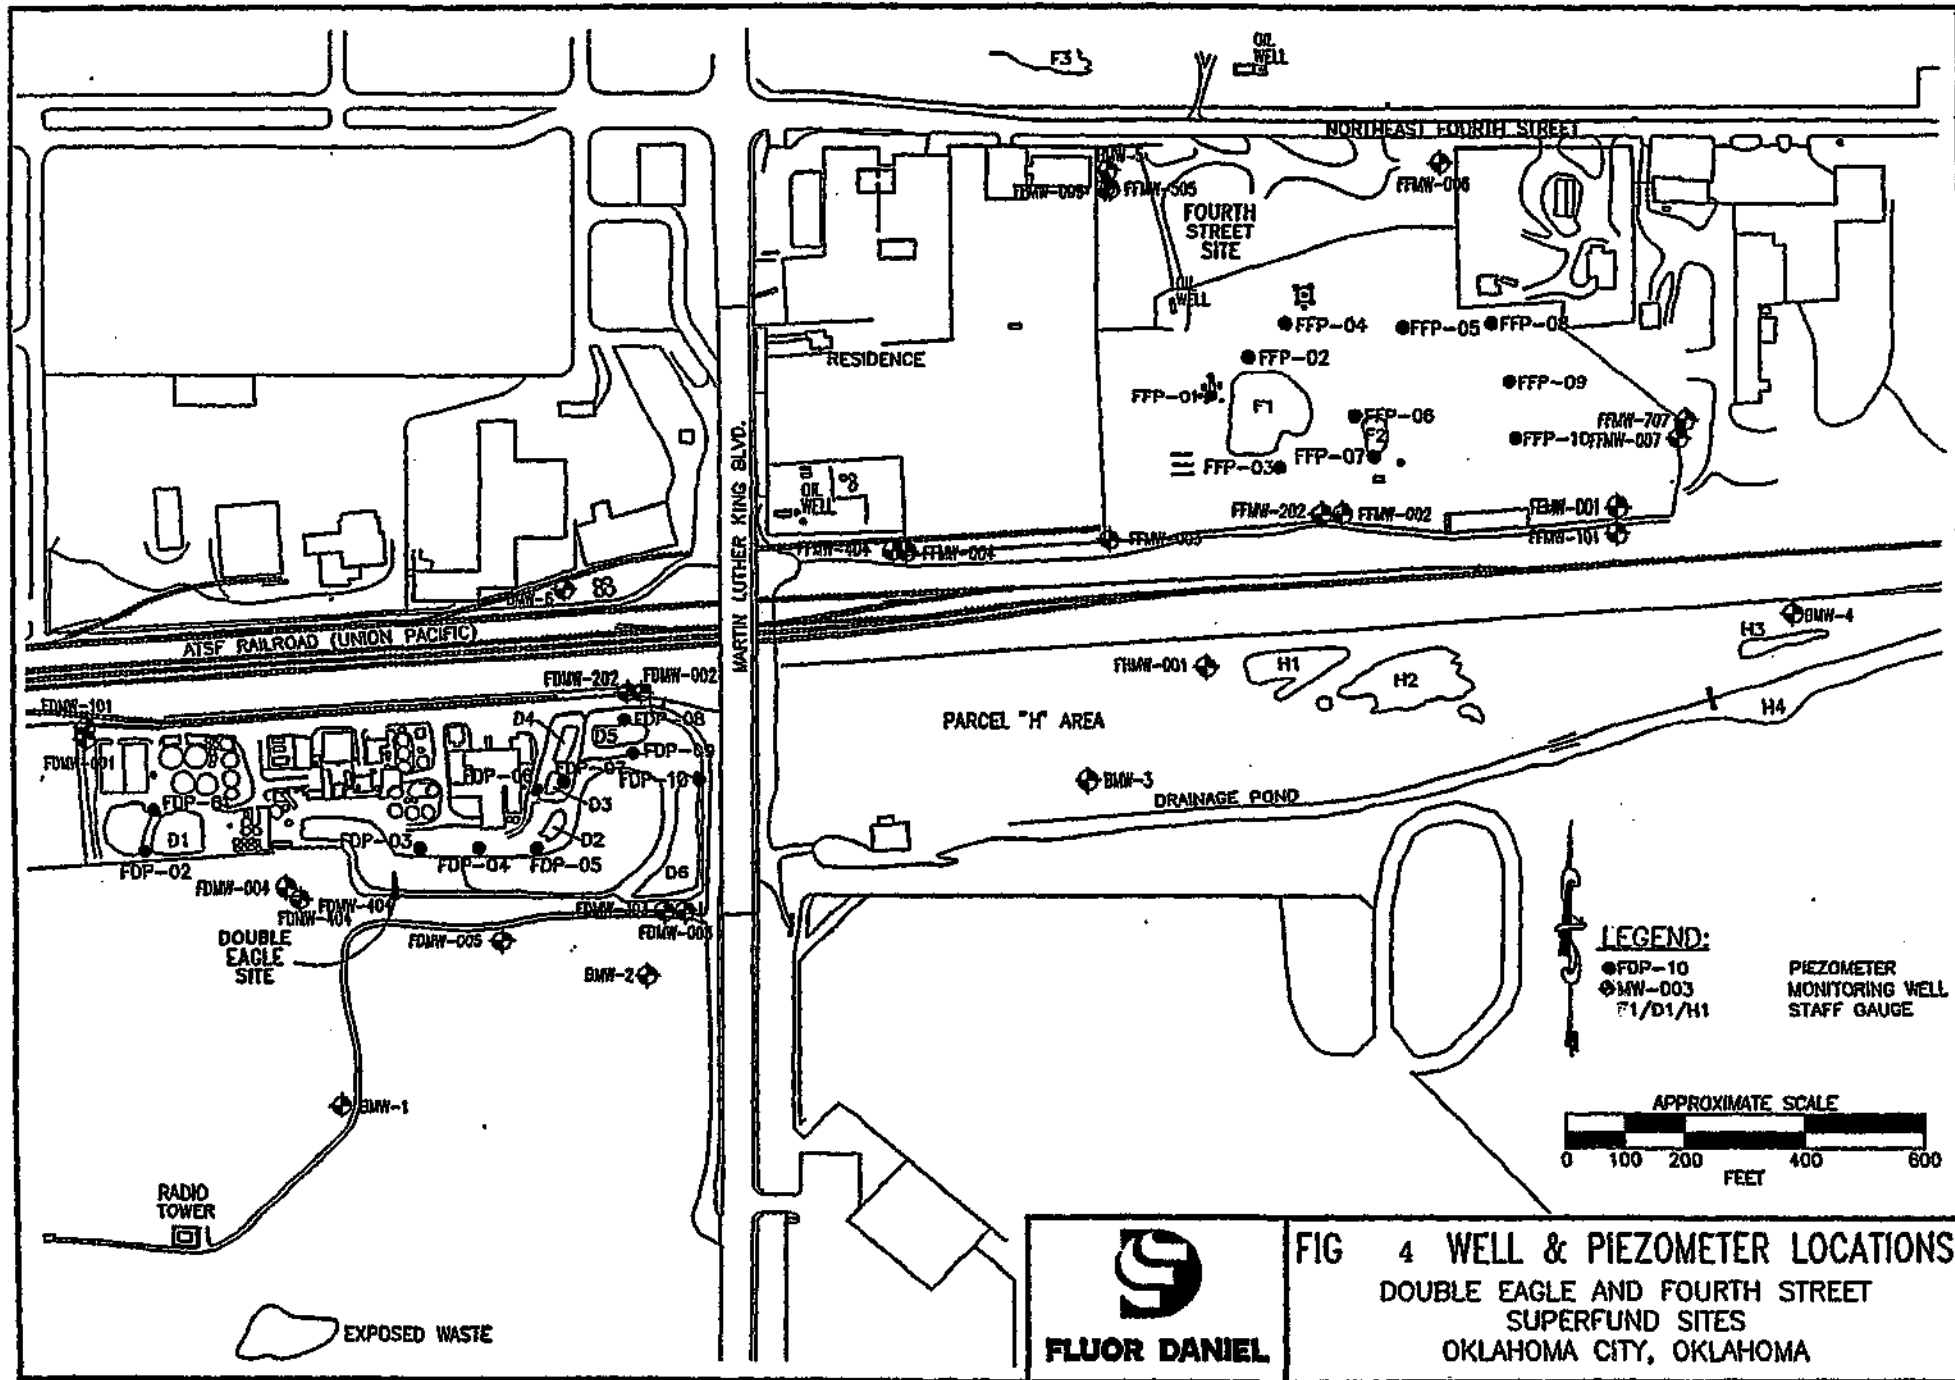 F3
OIL
WELL
NORTHEAST FOURTH STREET
BMW-5
FFMW-505
FFMW-006
FOURTH
STREET
SITE
WELL
FFP-04
FFP-05
FFP-08
RESIDENCE
FFP-02
FFP-01
F1
FFP-09
FFP-06
F2
FFMW-707
FFP-10
FFMW-007
FFP-03
FFP-07
OIL
WELL
MARTIN LUTHER KING BLVD.
FFMW-202
FFMW-002
FFMW-001
FFMW-101
FFMW-404
FFMW-004
FFMW-003
BMW-6
ATSF RAILROAD (UNION PACIFIC)
BMW-4
H3
FHMW-001
H1
H2
H4
PARCEL "H" AREA
BMW-3
DRAINAGE POND
FDMW-202
FDMW-002
FDMW-101
FDMW-001
D4
D5
FDP-08
FDP-09
FDP-06
FDP-07
FDP-10
D3
D2
FDP-01
D1
FDP-02
FDP-03
FDP-04
FDP-05
D6
FDMW-004
FDMW-404
FDMW-404
FDMW-003
FDMW-005
DOUBLE
EAGLE
SITE
BMW-2
BMW-1
RADIO
TOWER
EXPOSED WASTE
LEGEND:
FDP-10 PIEZOMETER
MW-003 MONITORING WELL
F1/D1/H1 STAFF GAUGE
APPROXIMATE SCALE
0 100 200 400 600
FEET
FLUOR DANIEL
FIG 4 WELL & PIEZOMETER LOCATIONS
DOUBLE EAGLE AND FOURTH STREET
SUPERFUND SITES
OKLAHOMA CITY, OKLAHOMA